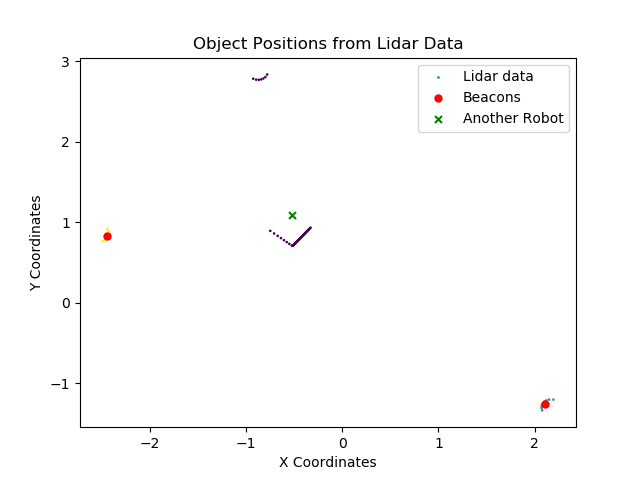 Object Positions from Lidar Data
Lidar data
Beacons
Another Robot
3
2
1
0
−1
Y Coordinates
−2
−1
0
1
2
X Coordinates